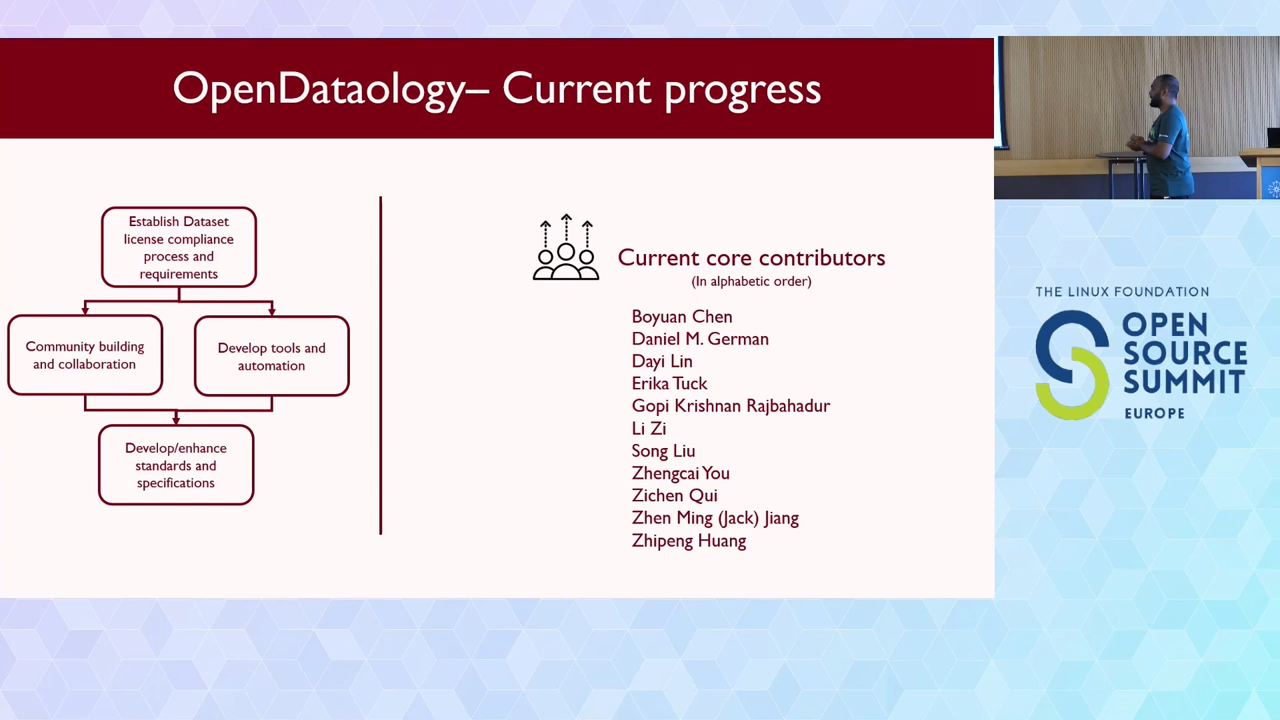 OpenDataology– Current progress
Establish Dataset
license compliance
process and
requirements
Community building
and collaboration
Develop tools and
automation
Develop/enhance
standards and
specifications
Current core contributors
(In alphabetic order)
Boyuan Chen
Daniel M. German
Dayi Lin
Erika Tuck
Gopi Krishnan Rajbahadur
Li Zi
Song Liu
Zhengcai You
Zichen Qui
Zhen Ming (Jack) Jiang
Zhipeng Huang
THE LINUX FOUNDATION
OPEN
SOURCE
SUMMIT
EUROPE